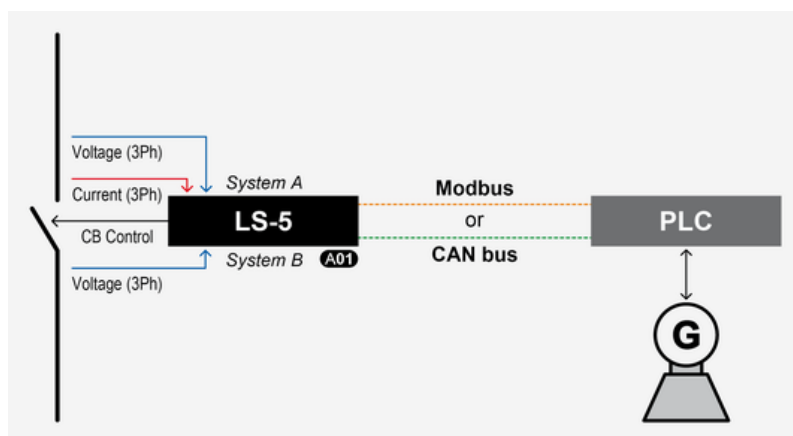 Voltage (3Ph)
Current (3Ph)
System A
LS-5
CB Control
System B
A01
Voltage (3Ph)
Modbus
or
CAN bus
PLC
G